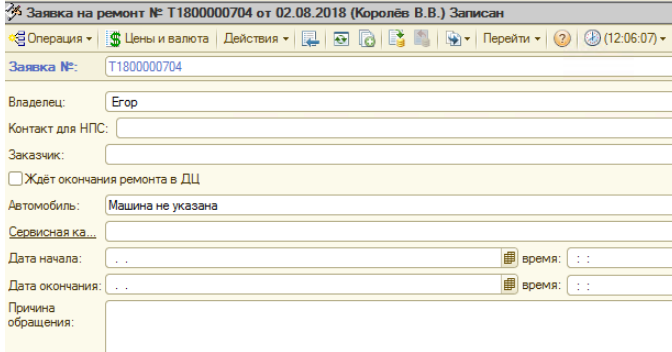 Заявка на ремонт № Т1800000704 от 02.08.2018 (Королёв В.В.) Записан
Операция Цены и валюта Действия Перейти (12:06:07)
Заявка №: Т1800000704
Владелец: Егор
Контакт для НПС:
Заказчик:
Ждёт окончания ремонта в ДЦ
Автомобиль: Машина не указана
Сервисная ка...
Дата начала: . . время: : :
Дата окончания: . . время: : :
Причина
обращения: